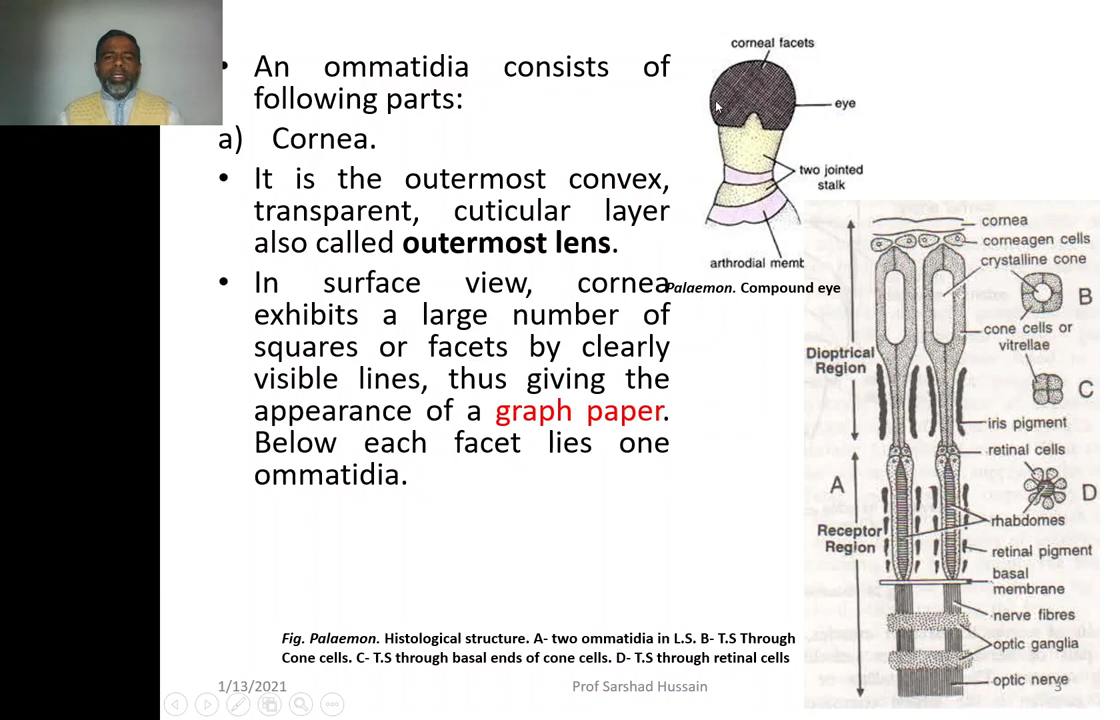 • An ommatidia consists of
following parts:
a) Cornea.
• It is the outermost convex,
transparent, cuticular layer
also called outermost lens.
• In surface view, cornea
exhibits a large number of
squares or facets by clearly
visible lines, thus giving the
appearance of a graph paper.
Below each facet lies one
ommatidia.
corneal facets
eye
two jointed
stalk
arthrodial memb
Palaemon. Compound eye
cornea
corneagen cells
crystalline cone
B
cone cells or
vitrellae
Dioptrical
Region
C
iris pigment
retinal cells
A
D
rhabdomes
Receptor
Region
retinal pigment
basal
membrane
nerve fibres
optic ganglia
optic nerve
Fig. Palaemon. Histological structure. A- two ommatidia in L.S. B- T.S Through
Cone cells. C- T.S through basal ends of cone cells. D- T.S through retinal cells
1/13/2021
Prof Sarshad Hussain
3